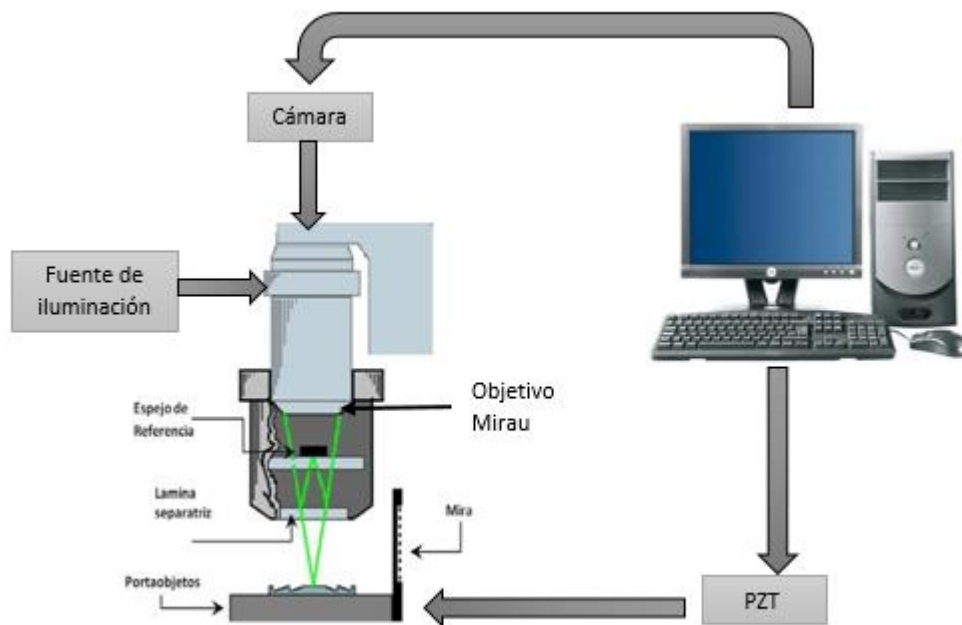 Cámara
Fuente de
iluminación
Objetivo
Mirau
Espejo de
Referencia
Lamina
separatriz
Mira
Portaobjetos
PZT